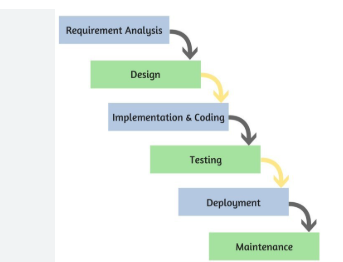 Requirement Analysis
Design
Implementation & Coding
Testing
Deployment
Maintenance